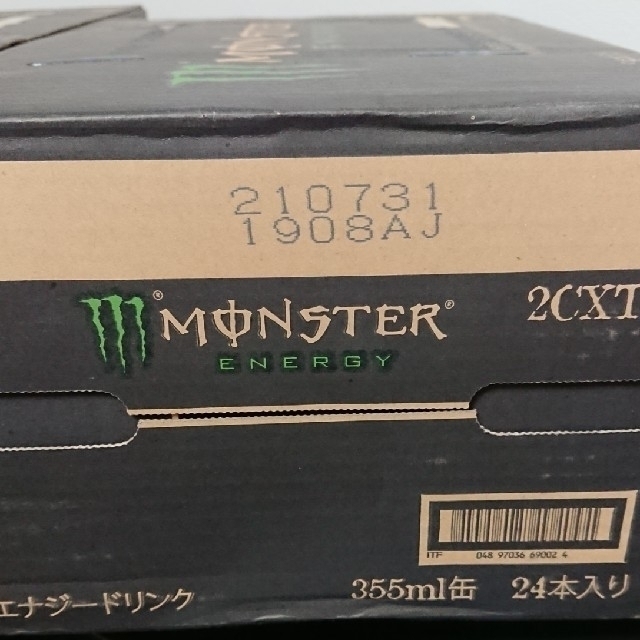 MONSTER
210731
1908AJ
MONSTER® 2CXT
ENERGY
ITF 048 97036 69002 4
エナジードリンク 355ml缶 24本入り